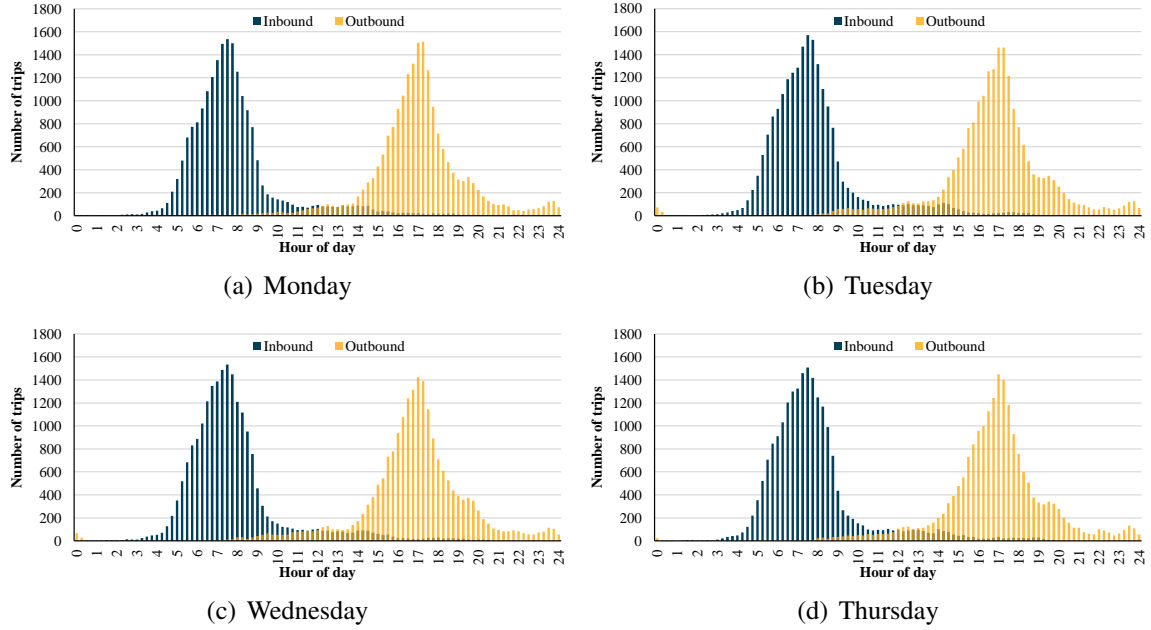 1800
1600
1400
1200
1000
800
600
400
200
0
Number of trips
Inbound Outbound
0 1 2 3 4 5 6 7 8 9 10 11 12 13 14 15 16 17 18 19 20 21 22 23 24
Hour of day
(a) Monday
1800
1600
1400
1200
1000
800
600
400
200
0
Number of trips
Inbound Outbound
0 1 2 3 4 5 6 7 8 9 10 11 12 13 14 15 16 17 18 19 20 21 22 23 24
Hour of day
(b) Tuesday
1800
1600
1400
1200
1000
800
600
400
200
0
Number of trips
Inbound Outbound
0 1 2 3 4 5 6 7 8 9 10 11 12 13 14 15 16 17 18 19 20 21 22 23 24
Hour of day
(c) Wednesday
1800
1600
1400
1200
1000
800
600
400
200
0
Number of trips
Inbound Outbound
0 1 2 3 4 5 6 7 8 9 10 11 12 13 14 15 16 17 18 19 20 21 22 23 24
Hour of day
(d) Thursday